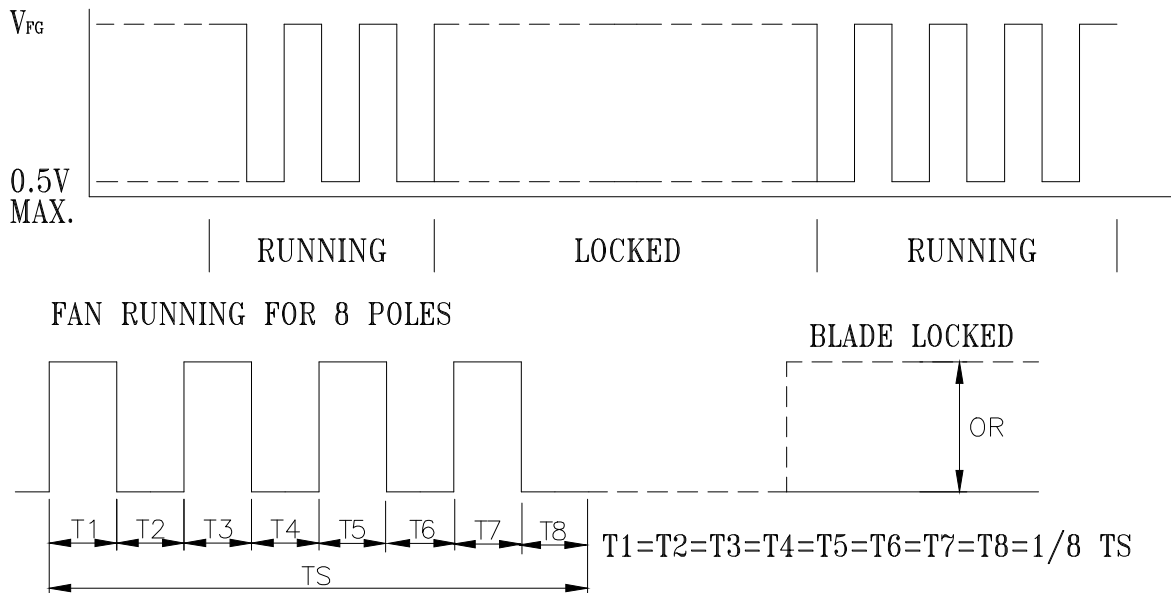 VFG
0.5V
MAX.
RUNNING
LOCKED
RUNNING
FAN RUNNING FOR 8 POLES
BLADE LOCKED
OR
T1
T2
T3
T4
T5
T6
T7
T8
T1=T2=T3=T4=T5=T6=T7=T8=1/8 TS
TS